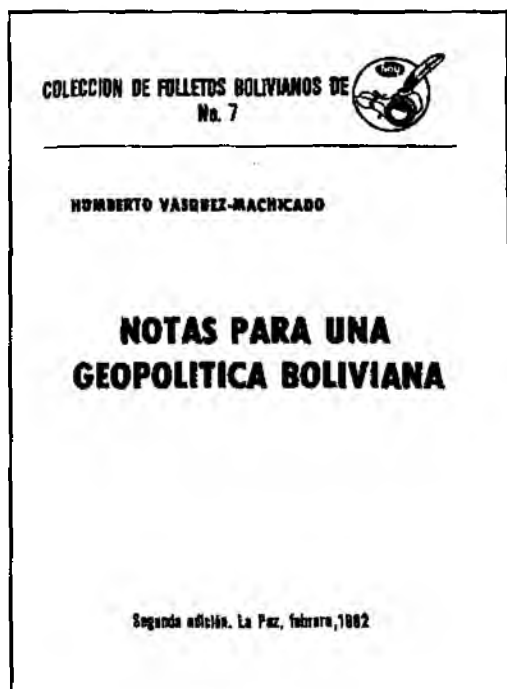 COLECCION DE FOLLETOS BOLIVIANOS DE hoy
No. 7
HUMBERTO VASQUEZ-MACHICADO
NOTAS PARA UNA
GEOPOLITICA BOLIVIANA
Segunda edición. La Paz, febrero, 1982